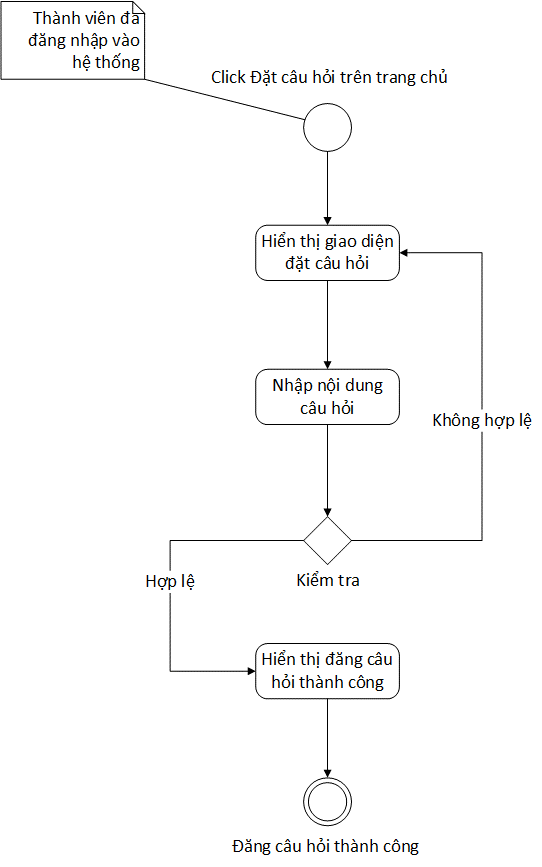 Thành viên đã
đăng nhập vào
hệ thống
Click Đặt câu hỏi trên trang chủ
Hiển thị giao diện
đặt câu hỏi
Nhập nội dung
câu hỏi
Không hợp lệ
Hợp lệ
Kiểm tra
Hiển thị đăng câu
hỏi thành công
Đăng câu hỏi thành công